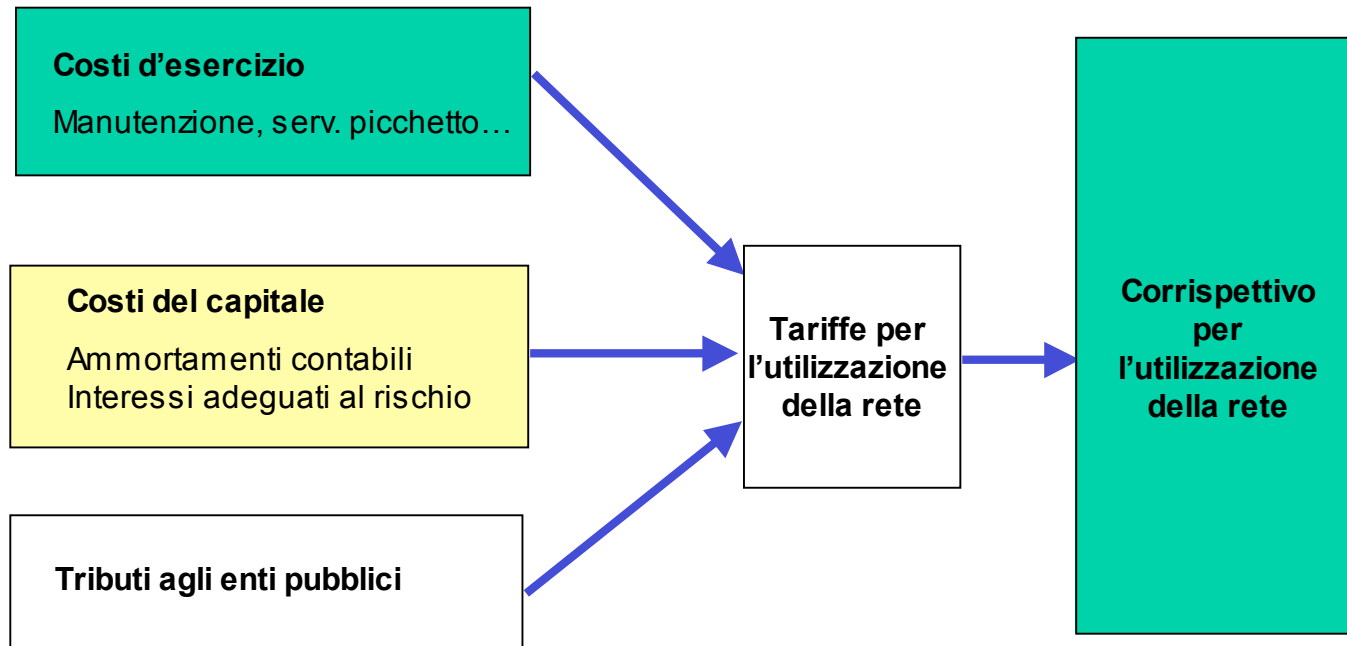 Costi d’esercizio
Manutenzione, serv. picchetto…
Costi del capitale
Ammortamenti contabili
Interessi adeguati al rischio
Tributi agli enti pubblici
Tariffe per
l’utilizzazione
della rete
Corrispettivo
per
l’utilizzazione
della rete